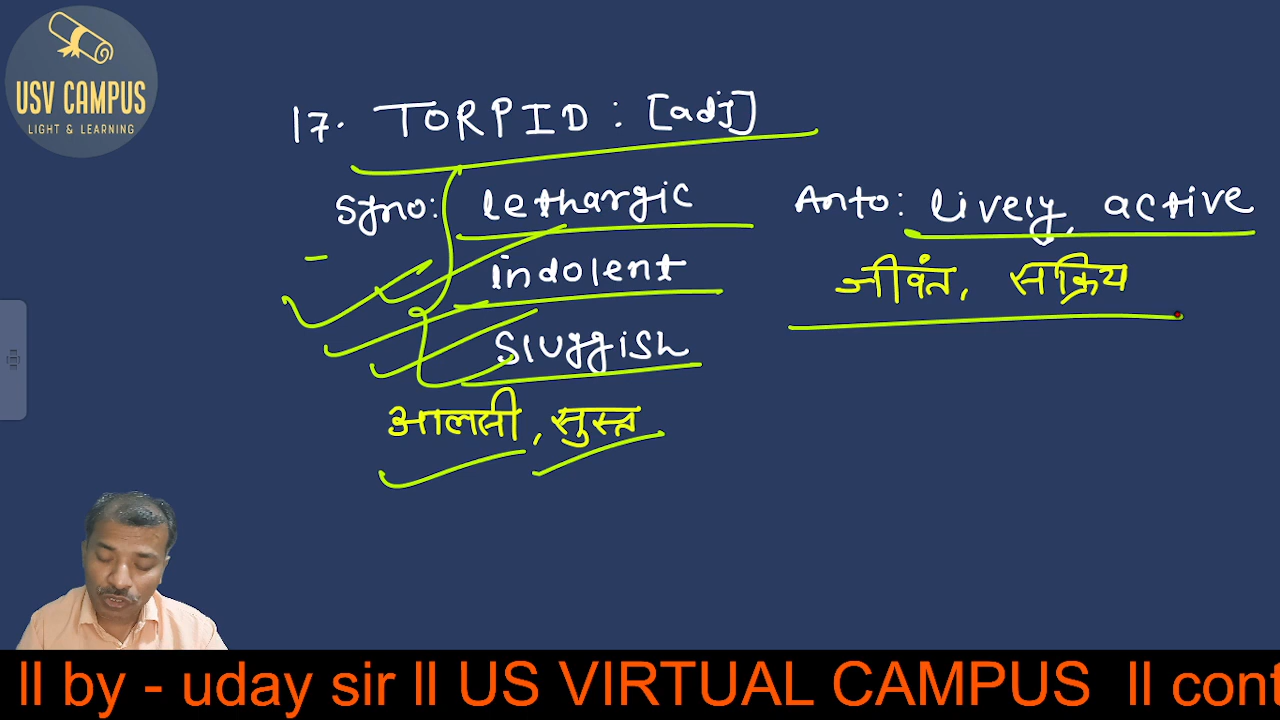 USV CAMPUS
LIGHT & LEARNING
17. TORPID : [adj]
Syno: lethargic
indolent
sluggish
आलसी, सुस्त
Anto: lively, active
जीवंत, सक्रिय
ll by - uday sir ll US VIRTUAL CAMPUS ll cont